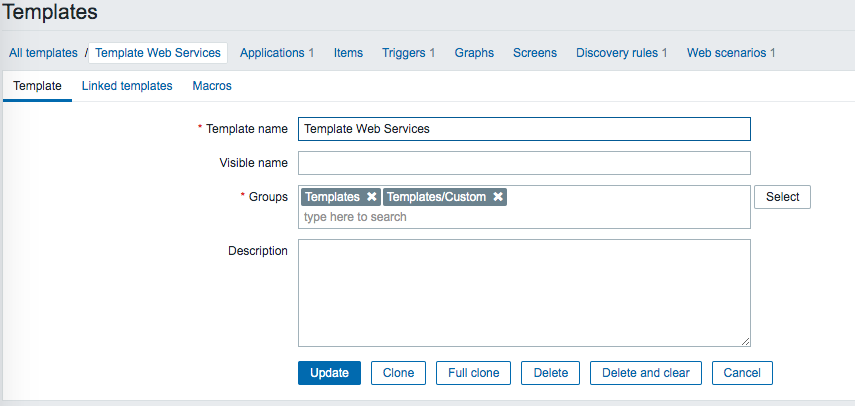 Templates
All templates / Template Web Services Applications 1 Items Triggers 1 Graphs Screens Discovery rules 1 Web scenarios 1
Template Linked templates Macros
* Template name Template Web Services
Visible name
* Groups Templates ✖ Templates/Custom ✖ Select
type here to search
Description
Update Clone Full clone Delete Delete and clear Cancel